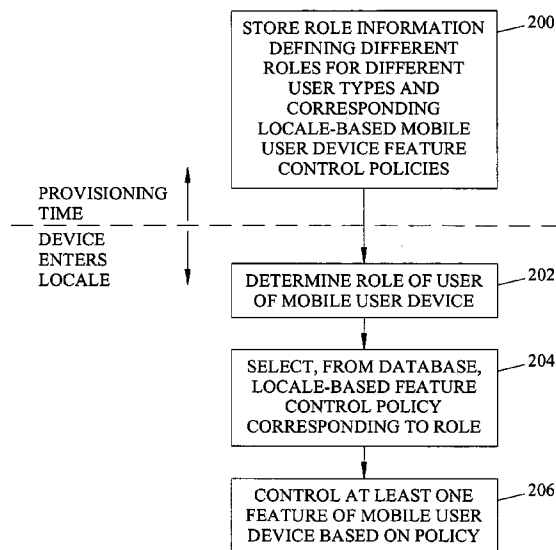 STORE ROLE INFORMATION
DEFINING DIFFERENT
ROLES FOR DIFFERENT
USER TYPES AND
CORRESPONDING
LOCALE-BASED MOBILE
USER DEVICE FEATURE
CONTROL POLICIES
200
PROVISIONING
TIME
DEVICE
ENTERS
LOCALE
DETERMINE ROLE OF USER
OF MOBILE USER DEVICE
202
SELECT, FROM DATABASE,
LOCALE-BASED FEATURE
CONTROL POLICY
CORRESPONDING TO ROLE
204
CONTROL AT LEAST ONE
FEATURE OF MOBILE USER
DEVICE BASED ON POLICY
206